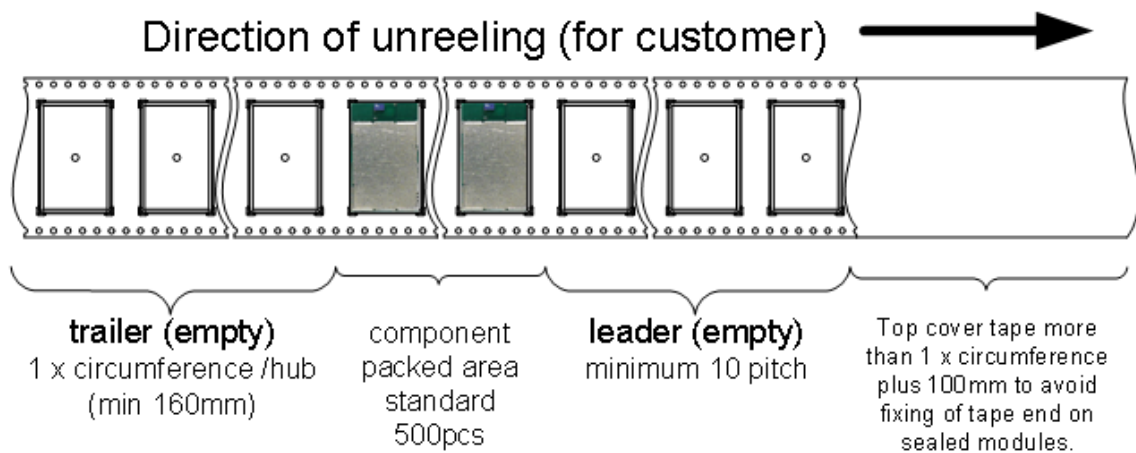 Direction of unreeling (for customer)
trailer (empty)
1 x circumference /hub
(min 160mm)
component
packed area
standard
500pcs
leader (empty)
minimum 10 pitch
Top cover tape more
than 1 x circumference
plus 100mm to avoid
fixing of tape end on
sealed modules.